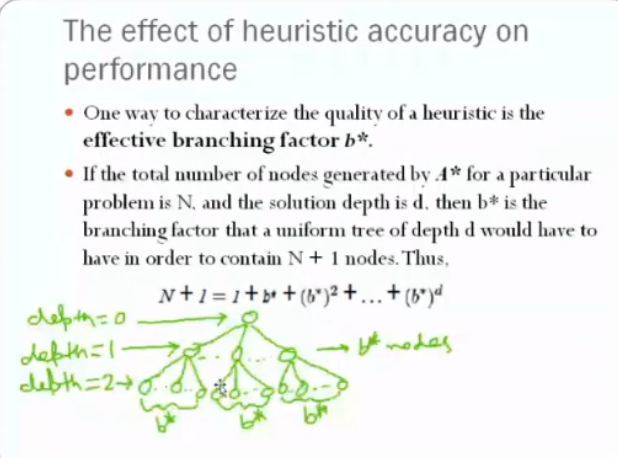 The effect of heuristic accuracy on
performance
• One way to characterize the quality of a heuristic is the
effective branching factor b*.
• If the total number of nodes generated by A* for a particular
problem is N, and the solution depth is d, then b* is the
branching factor that a uniform tree of depth d would have to
have in order to contain N + 1 nodes. Thus,
N + 1 = 1 + b* + (b*)² + … + (b*)ᵈ
depth = 0
depth = 1
b* nodes
depth = 2
b* b* b*